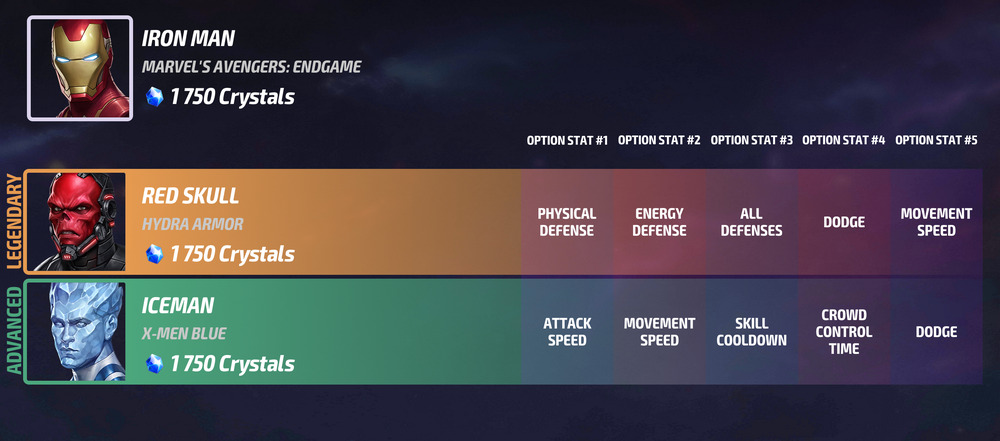 IRON MAN
MARVEL'S AVENGERS: ENDGAME
1 750 Crystals
OPTION STAT #1 OPTION STAT #2 OPTION STAT #3 OPTION STAT #4 OPTION STAT #5
LEGENDARY
RED SKULL
HYDRA ARMOR
1 750 Crystals
PHYSICAL
DEFENSE
ENERGY
DEFENSE
ALL
DEFENSES
DODGE
MOVEMENT
SPEED
ADVANCED
ICEMAN
X-MEN BLUE
1 750 Crystals
ATTACK
SPEED
MOVEMENT
SPEED
SKILL
COOLDOWN
CROWD
CONTROL
TIME
DODGE